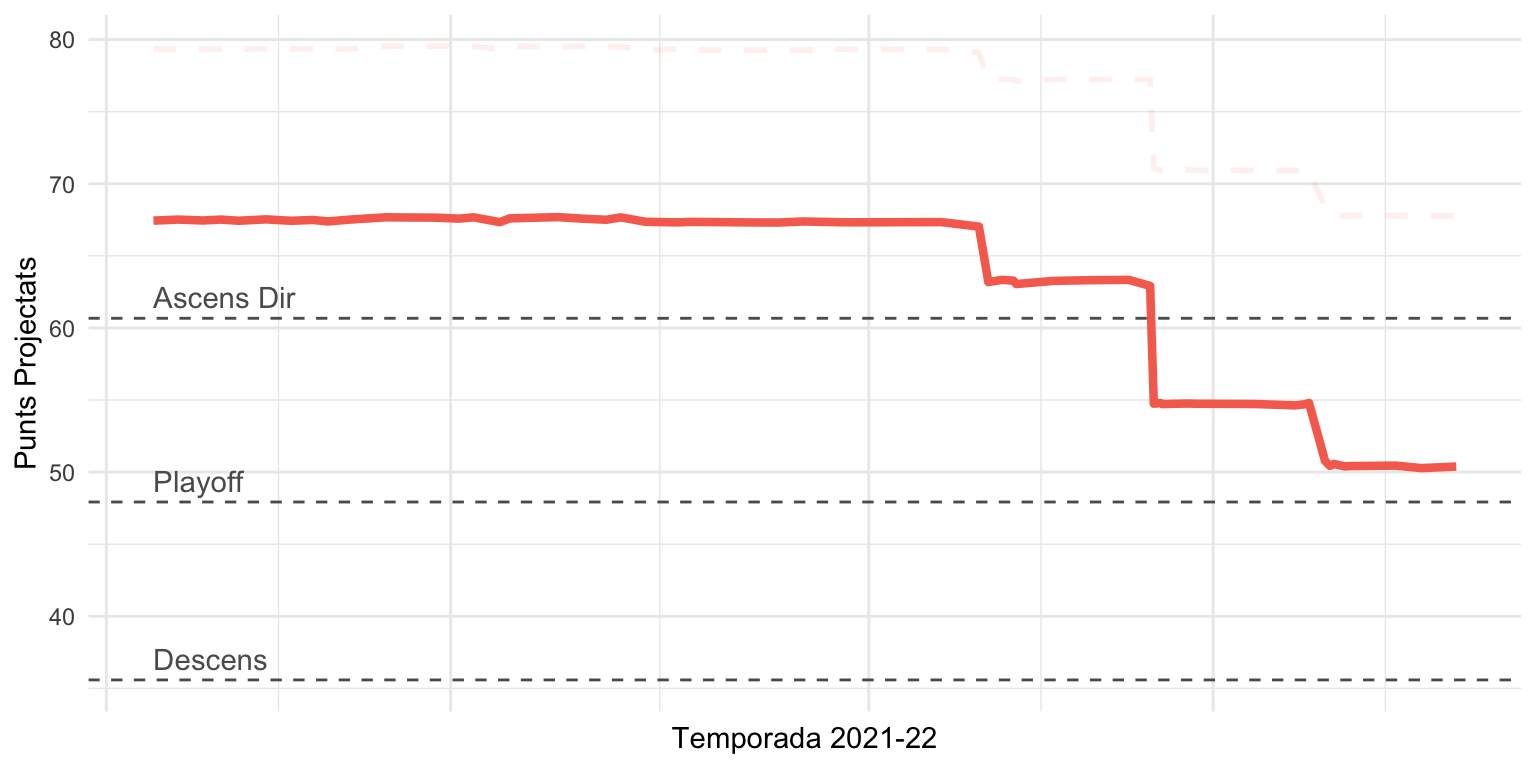 80
70
60
50
40
Punts Projectats
Ascens Dir
Playoff
Descens
Temporada 2021-22